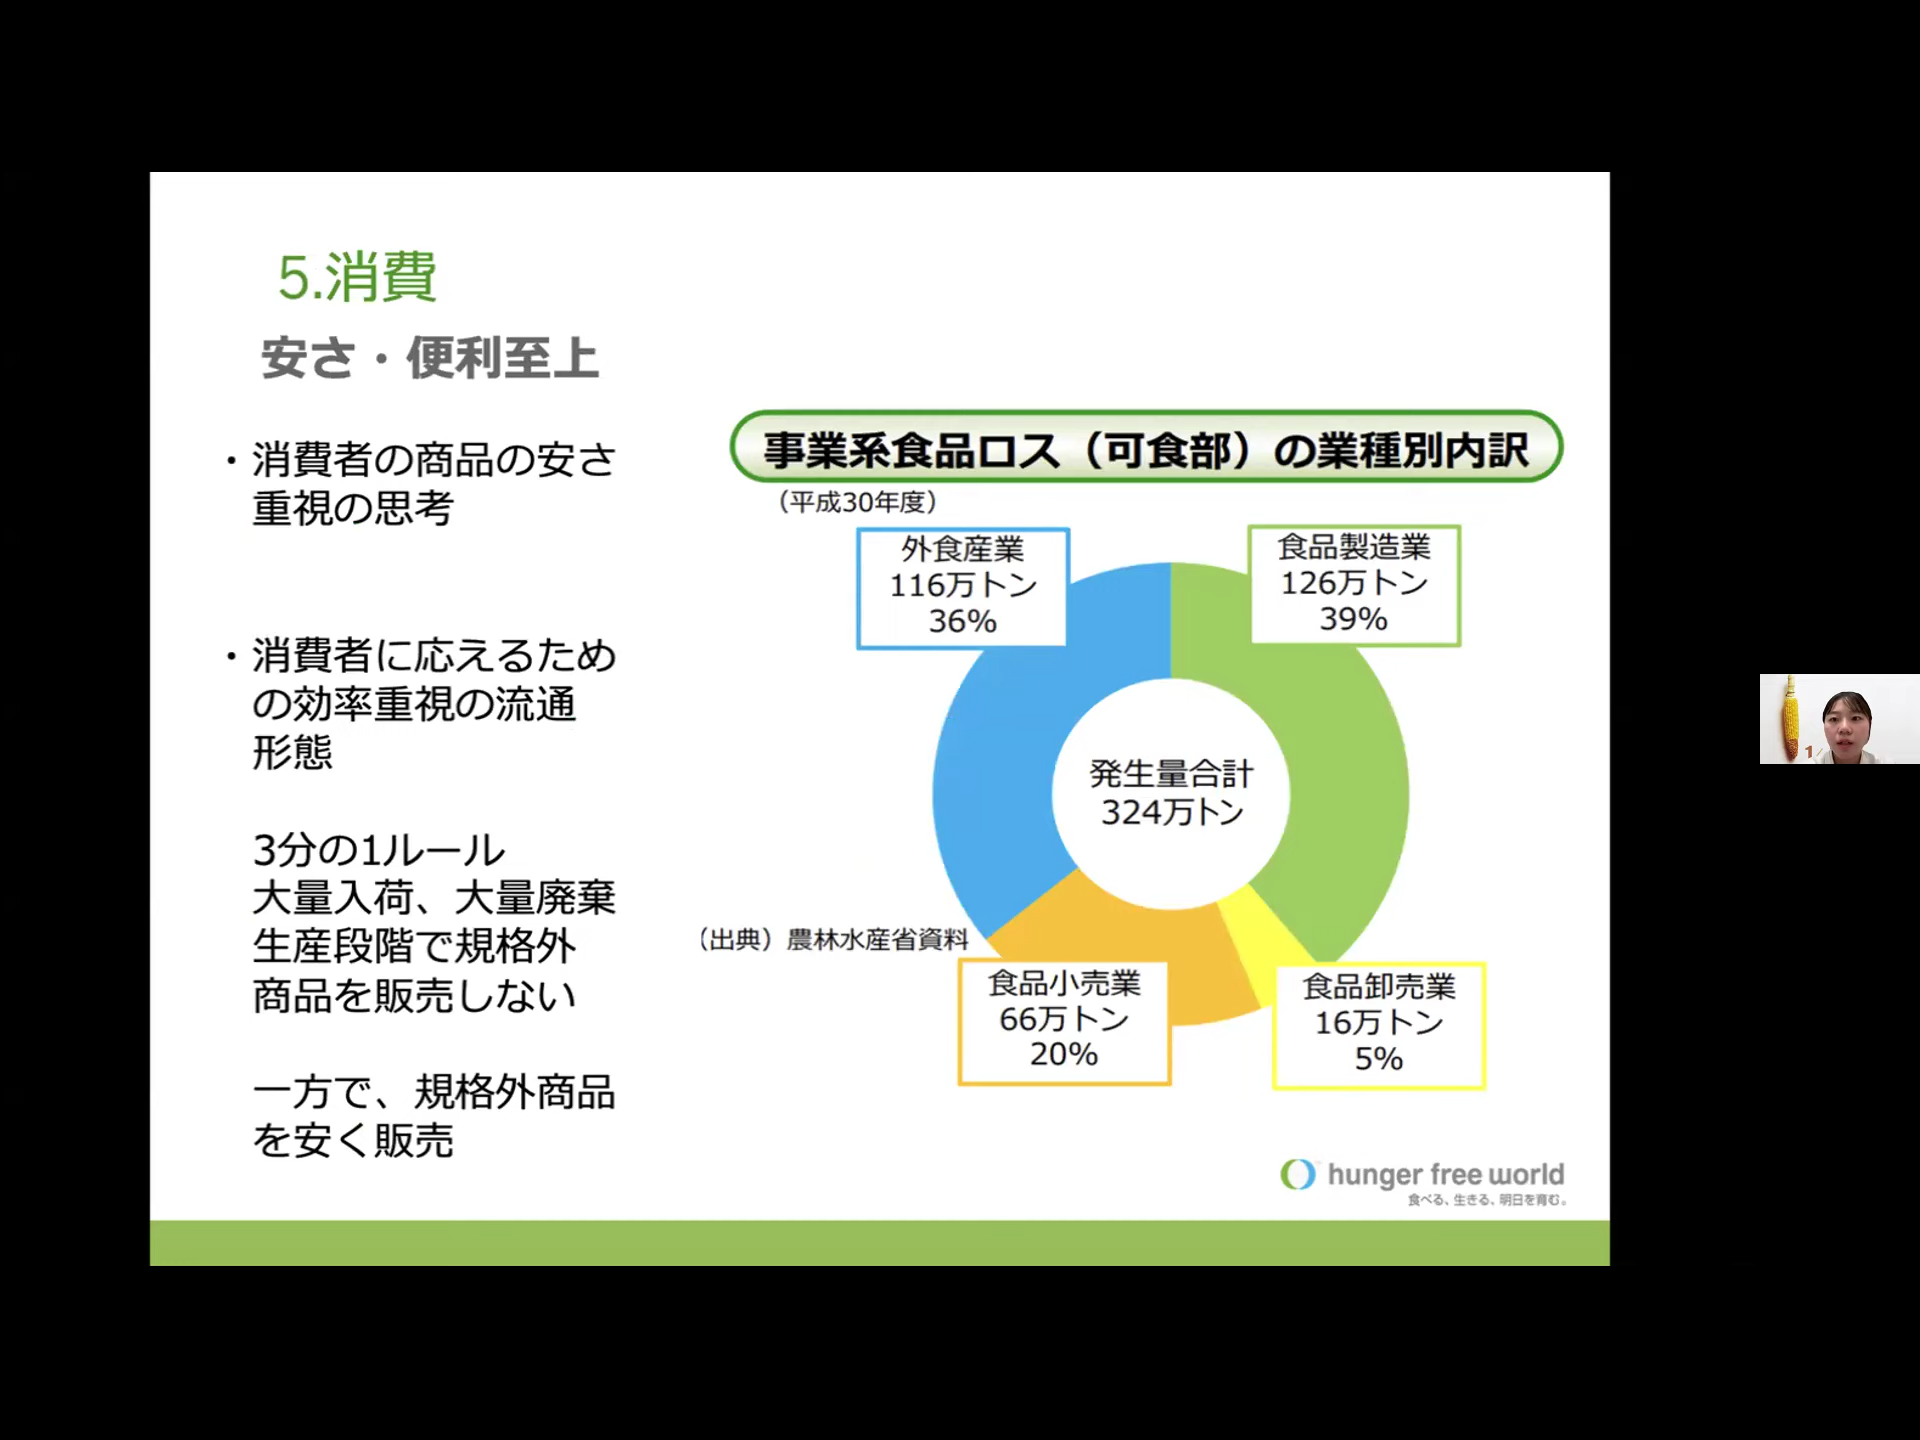 5.消費
安さ・便利至上
・消費者の商品の安さ
重視の思考
・消費者に応えるため
の効率重視の流通
形態
3分の1ルール
大量入荷、大量廃棄
生産段階で規格外
商品を販売しない
一方で、規格外商品
を安く販売
事業系食品ロス（可食部）の業種別内訳
（平成30年度）
外食産業
116万トン
36%
食品製造業
126万トン
39%
発生量合計
324万トン
（出典）農林水産省資料
食品小売業
66万トン
20%
食品卸売業
16万トン
5%
hunger free world
食べる、生きる、明日を育む。